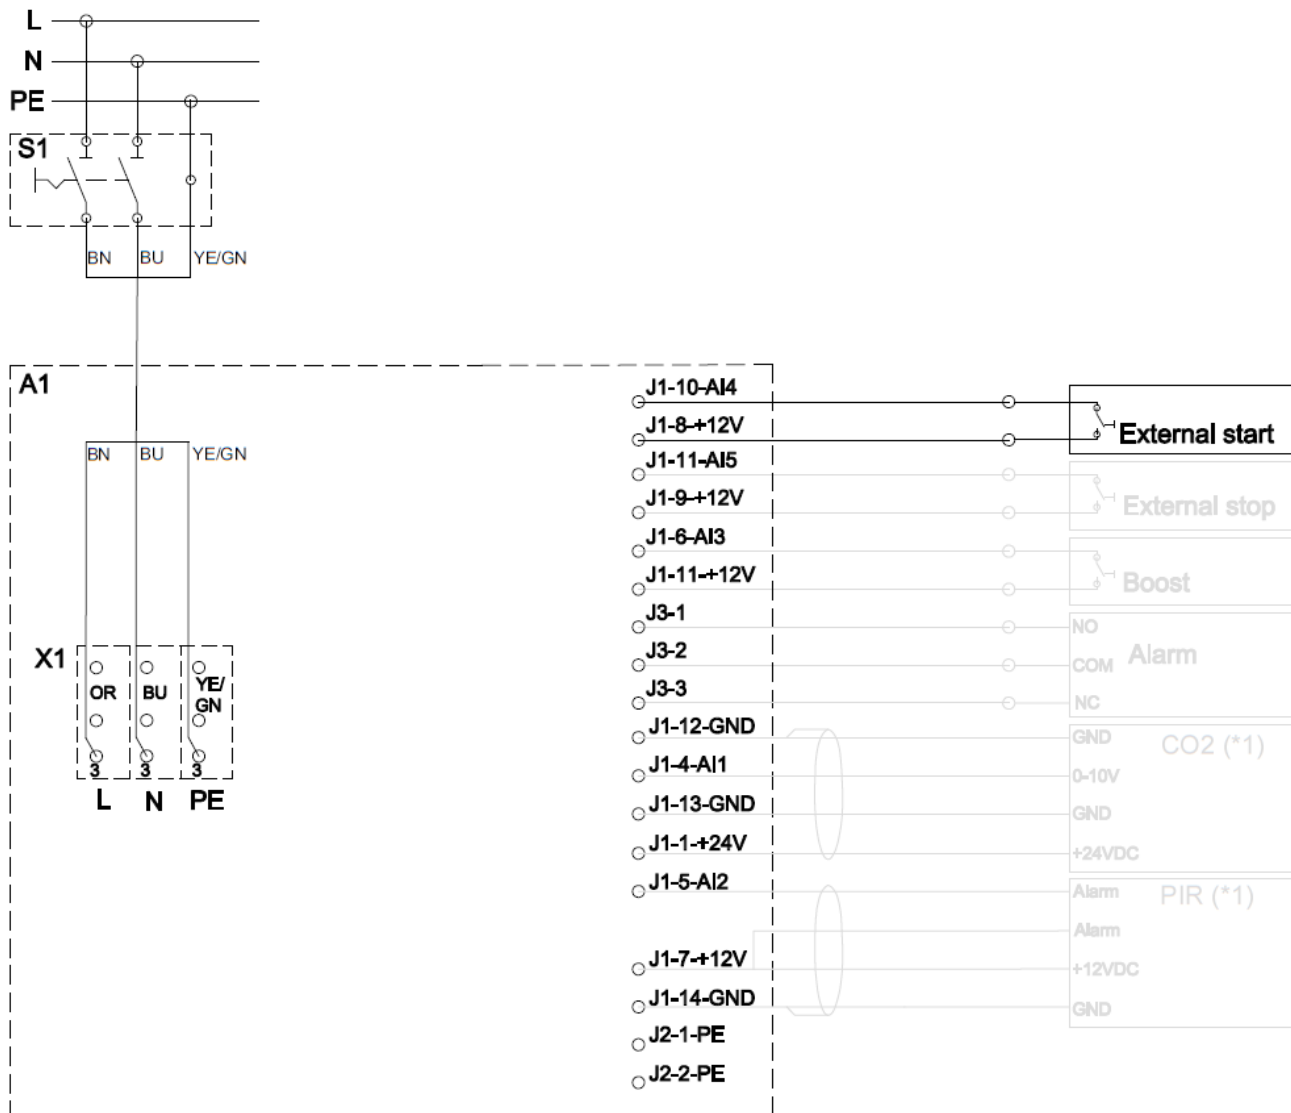 L
N
PE
S1
BN BU YE/GN
A1
BN BU YE/GN
X1
OR BU YE/
GN
3 3 3
L N PE
J1-10-AI4
J1-8-+12V
External start
J1-11-AI5
J1-9-+12V
External stop
J1-6-AI3
J1-11-+12V
Boost
J3-1
NO
J3-2
COM
Alarm
J3-3
NC
J1-12-GND
GND
CO2 (*1)
J1-4-AI1
0-10V
J1-13-GND
GND
J1-1-+24V
+24VDC
J1-5-AI2
Alarm
PIR (*1)
Alarm
J1-7-+12V
+12VDC
J1-14-GND
GND
J2-1-PE
J2-2-PE